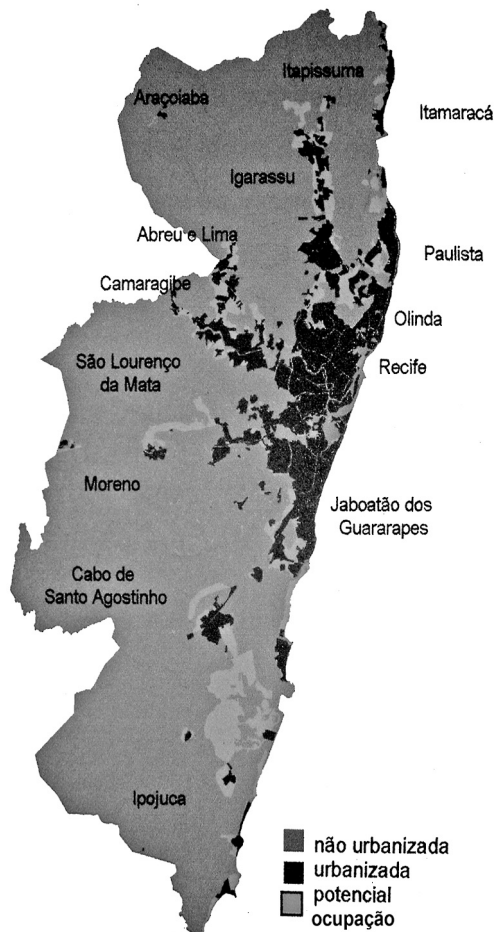 Itapissuma
Araçoiaba
Itamaracá
Igarassu
Abreu e Lima
Paulista
Camaragibe
Olinda
São Lourenço
da Mata
Recife
Moreno
Jaboatão dos
Guararapes
Cabo de
Santo Agostinho
Ipojuca
não urbanizada
urbanizada
potencial
ocupação